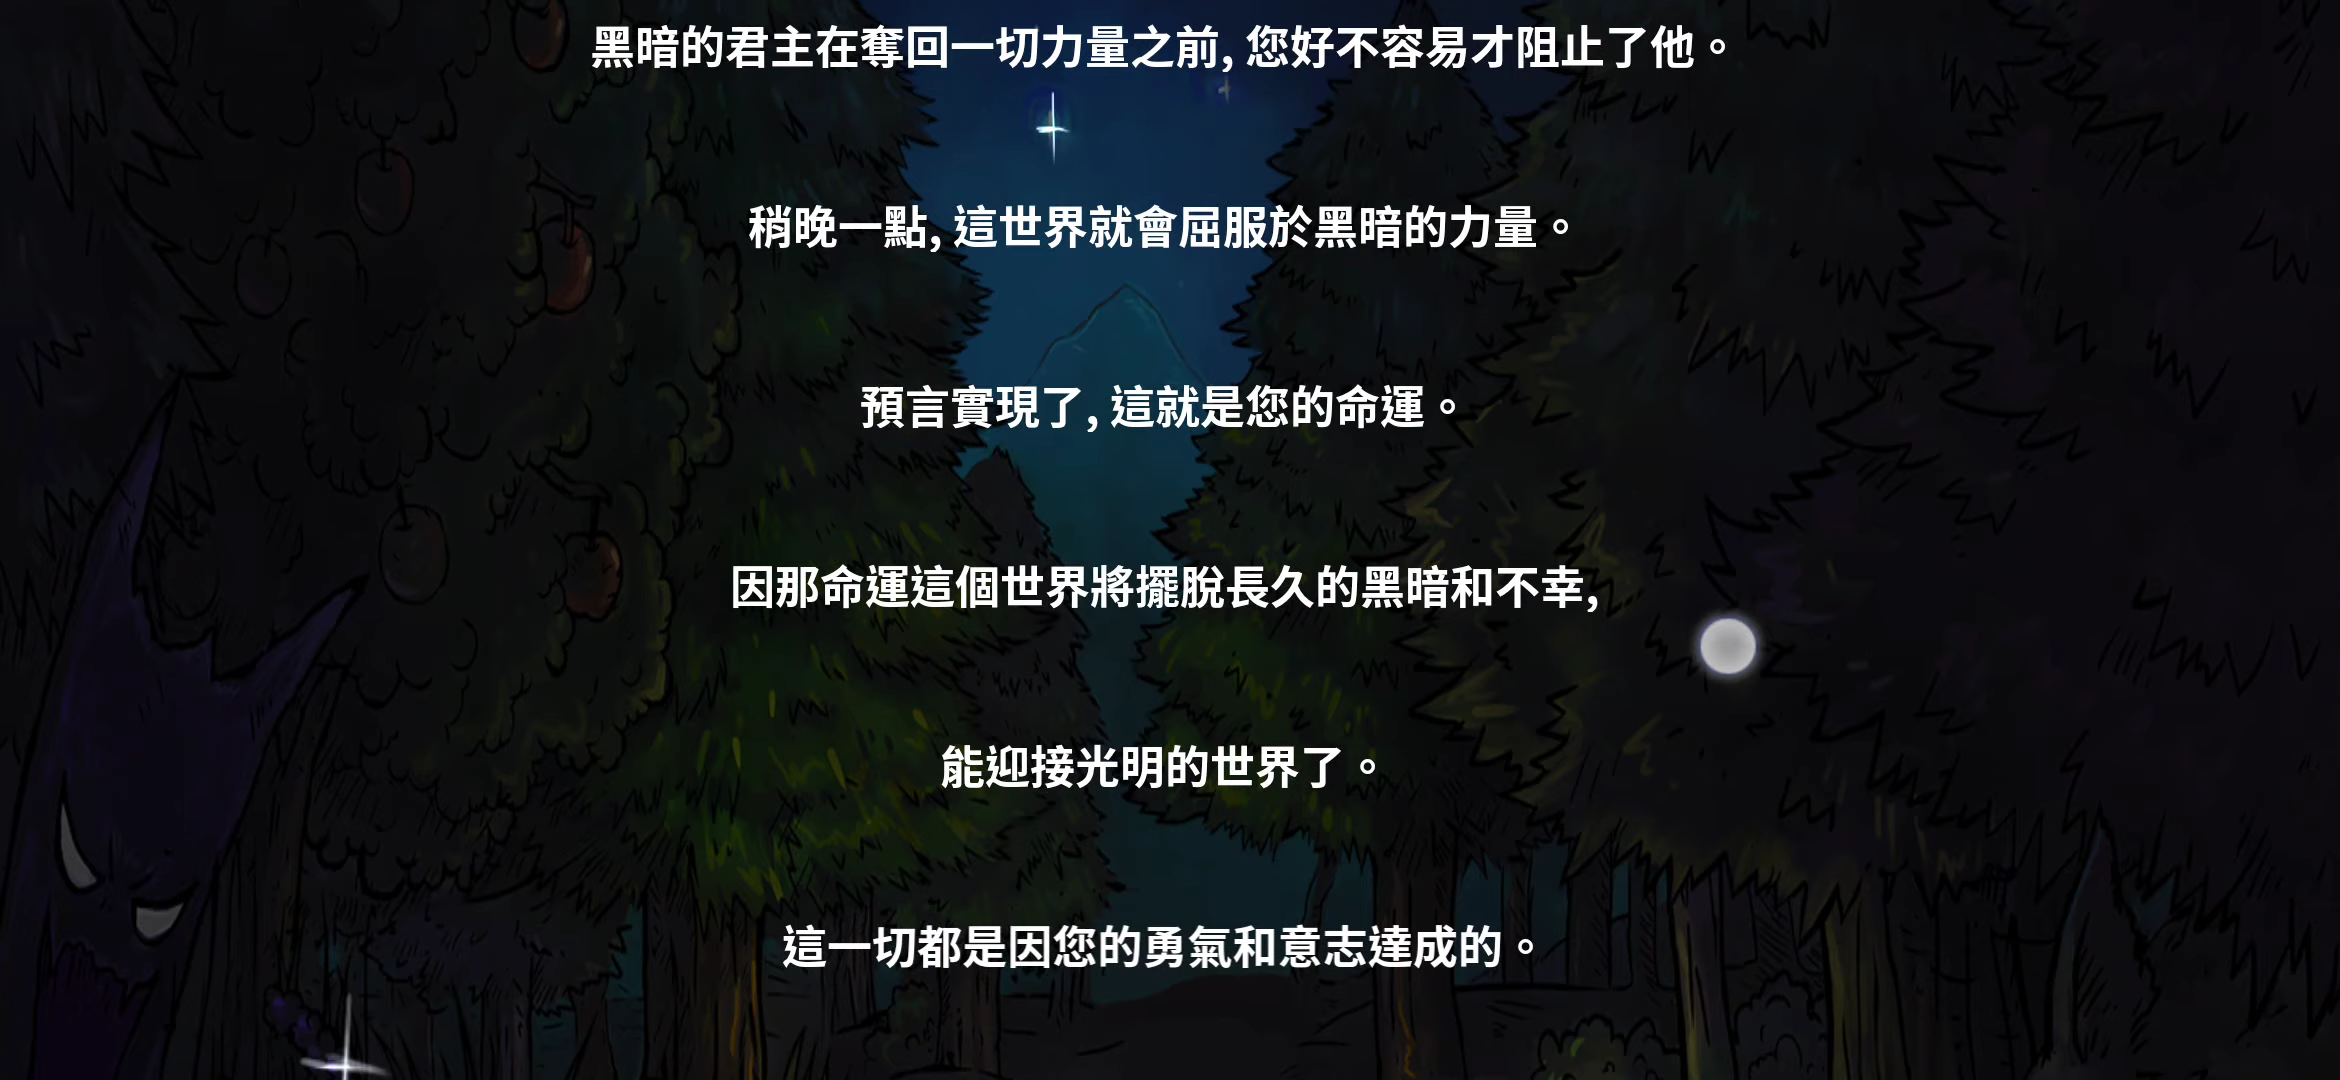 黑暗的君主在奪回一切力量之前, 您好不容易才阻止了他。
稍晚一點, 這世界就會屈服於黑暗的力量。
預言實現了, 這就是您的命運。
因那命運這個世界將擺脫長久的黑暗和不幸,
能迎接光明的世界了。
這一切都是因您的勇氣和意志達成的。